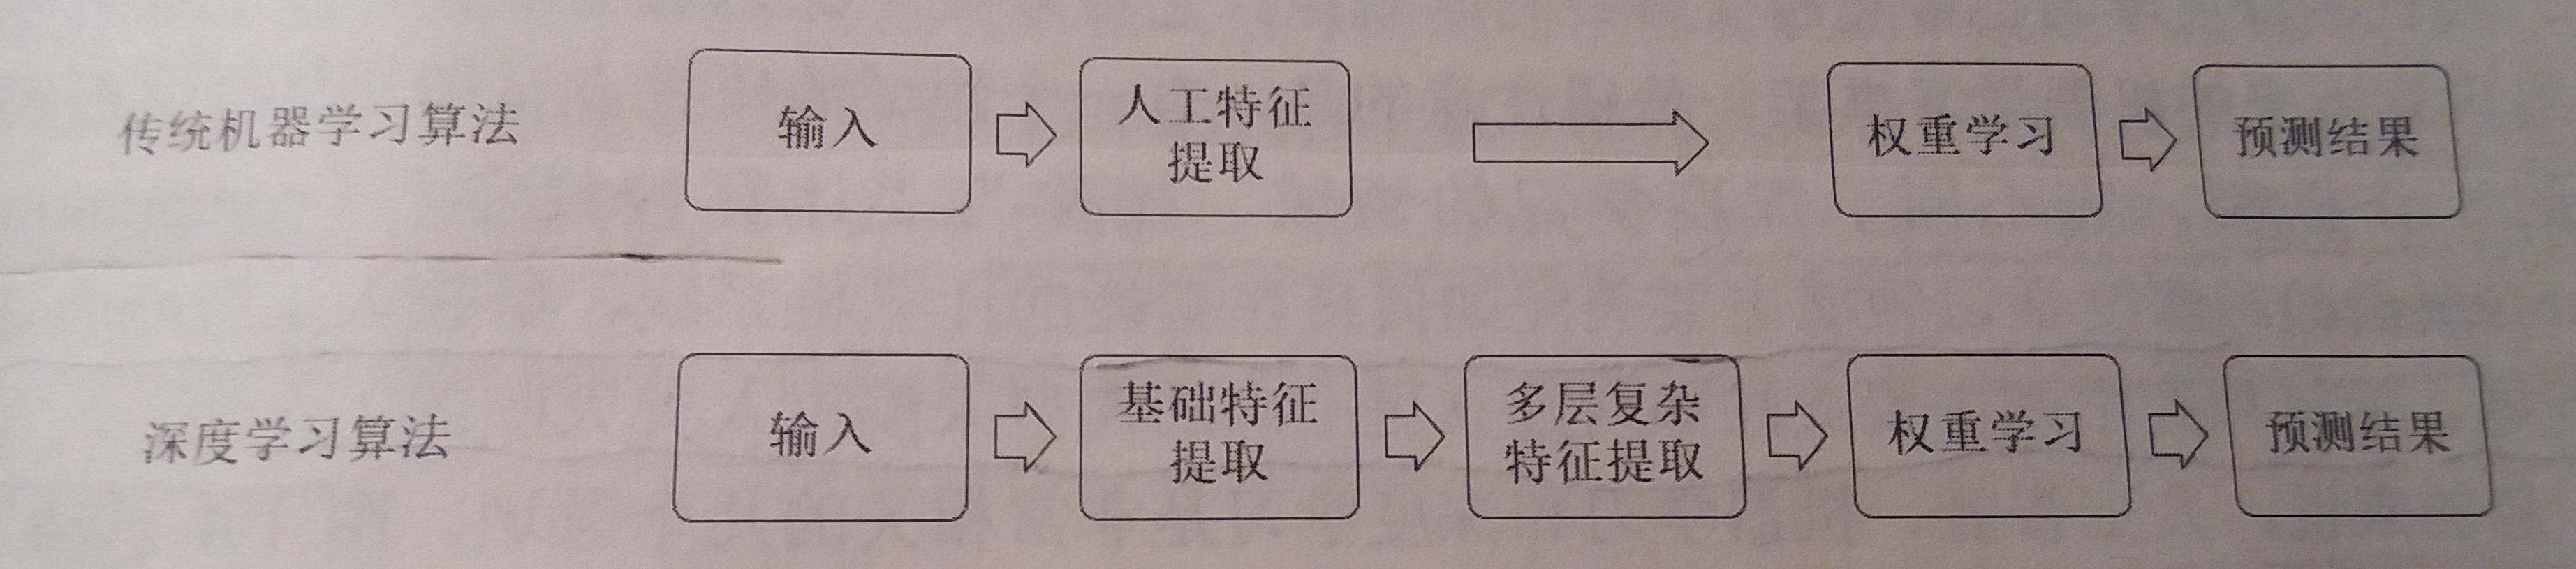 传统机器学习算法
输入
人工特征
提取
权重学习
预测结果
深度学习算法
输入
基础特征
提取
多层复杂
特征提取
权重学习
预测结果